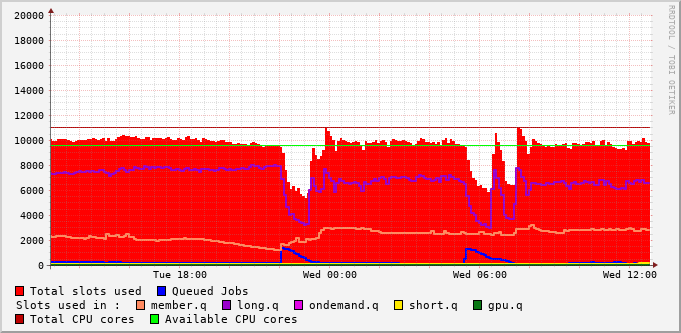 RRDTOOL / TOBI OETIKER
20000
18000
16000
14000
12000
10000
8000
6000
4000
2000
0
Tue 18:00 Wed 00:00 Wed 06:00 Wed 12:00
Total slots used Queued Jobs
Slots used in : member.q long.q ondemand.q short.q gpu.q
Total CPU cores Available CPU cores